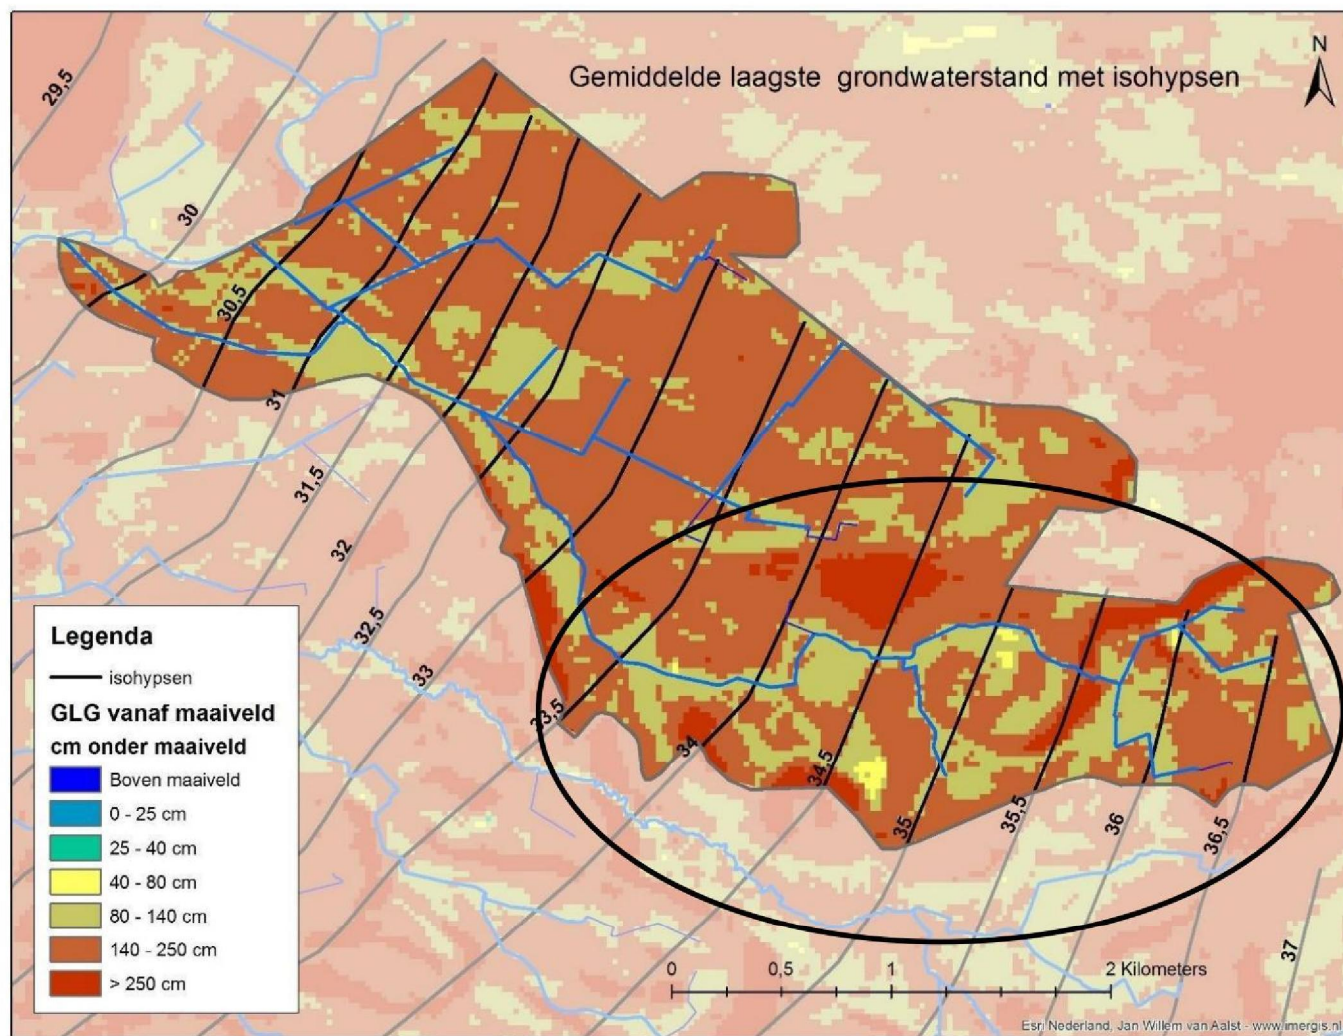 Gemiddelde laagste grondwaterstand met isohypsen
N
29,5
30
30,5
31
31,5
32
32,5
33
33,5
34
34,5
35
35,5
36
36,5
37
Legenda
isohypsen
GLG vanaf maaiveld
cm onder maaiveld
Boven maaiveld
0 - 25 cm
25 - 40 cm
40 - 80 cm
80 - 140 cm
140 - 250 cm
> 250 cm
0 0,5 1 2 Kilometers
Esri Nederland, Jan Willem van Aalst - www.imergis.nl